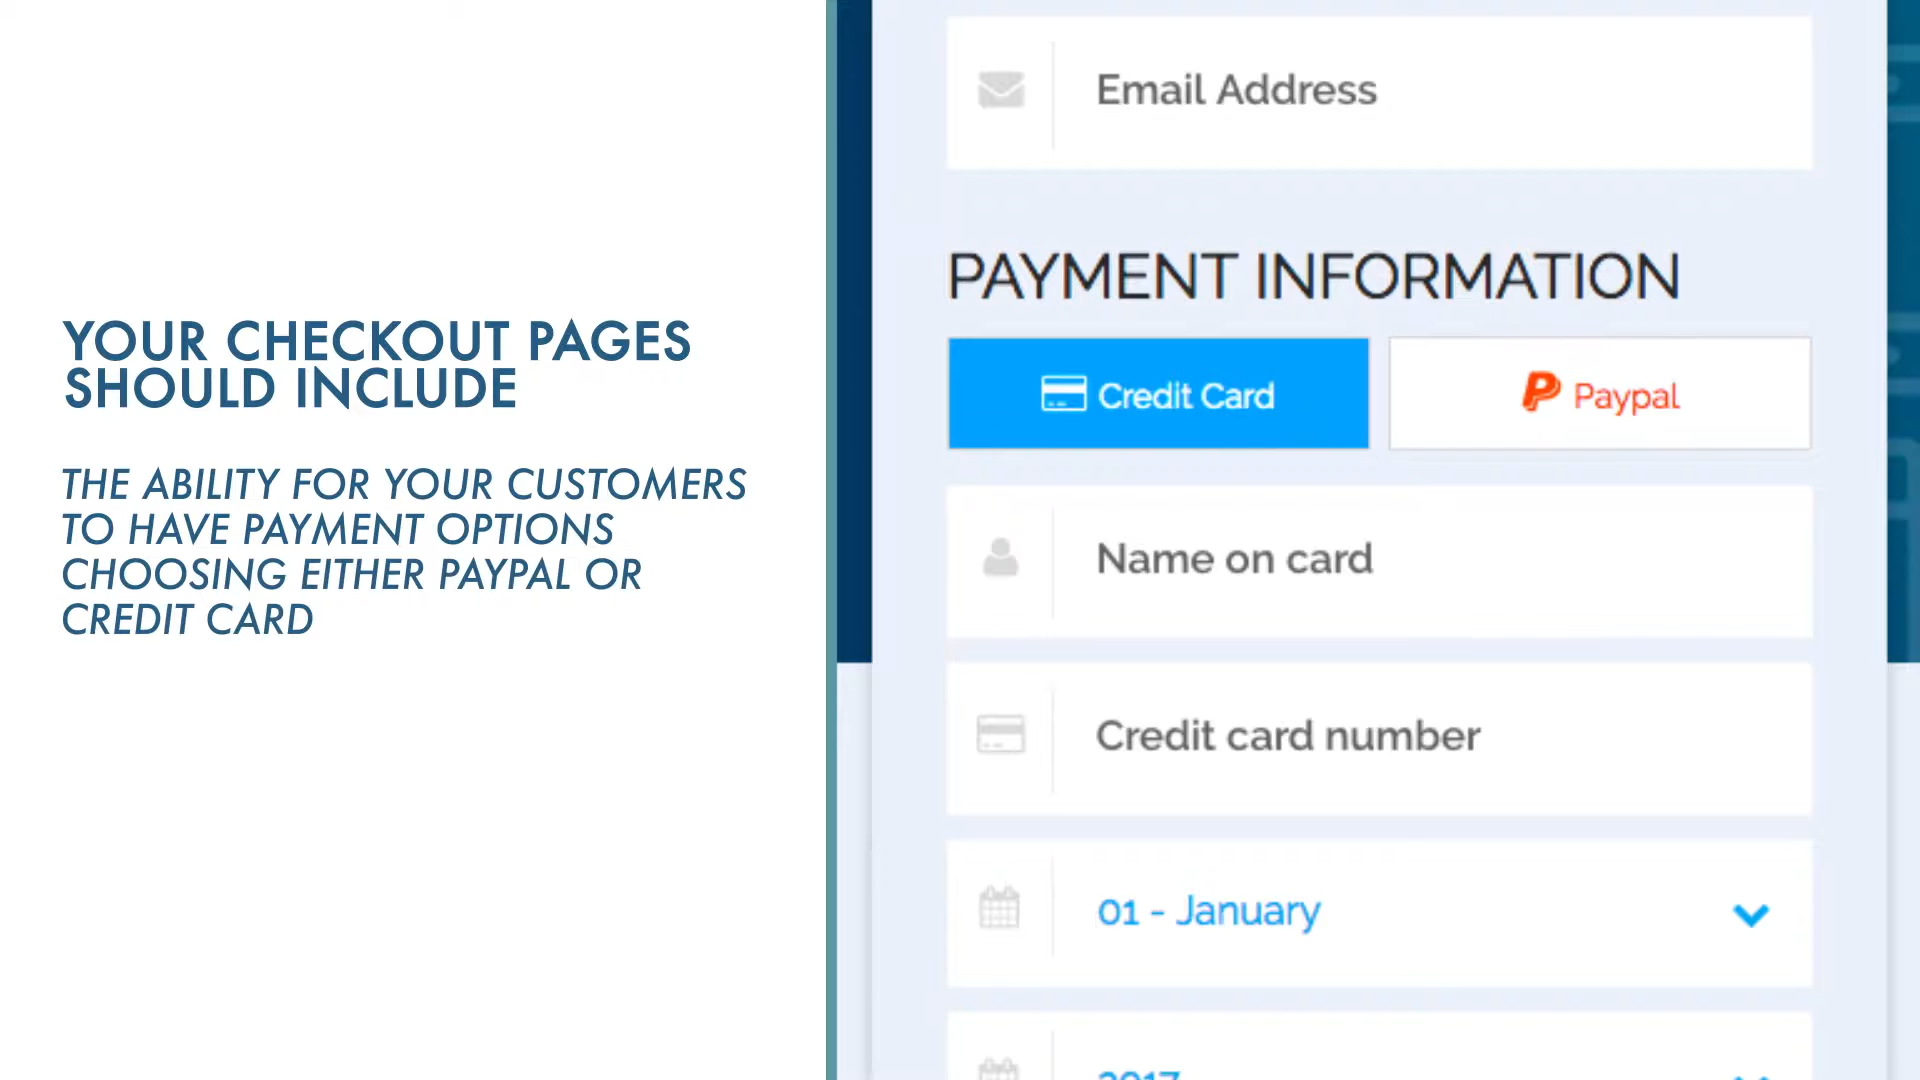 YOUR CHECKOUT PAGES
SHOULD INCLUDE
THE ABILITY FOR YOUR CUSTOMERS
TO HAVE PAYMENT OPTIONS
CHOOSING EITHER PAYPAL OR
CREDIT CARD
Email Address
PAYMENT INFORMATION
Credit Card
Paypal
Name on card
Credit card number
01 - January
2017